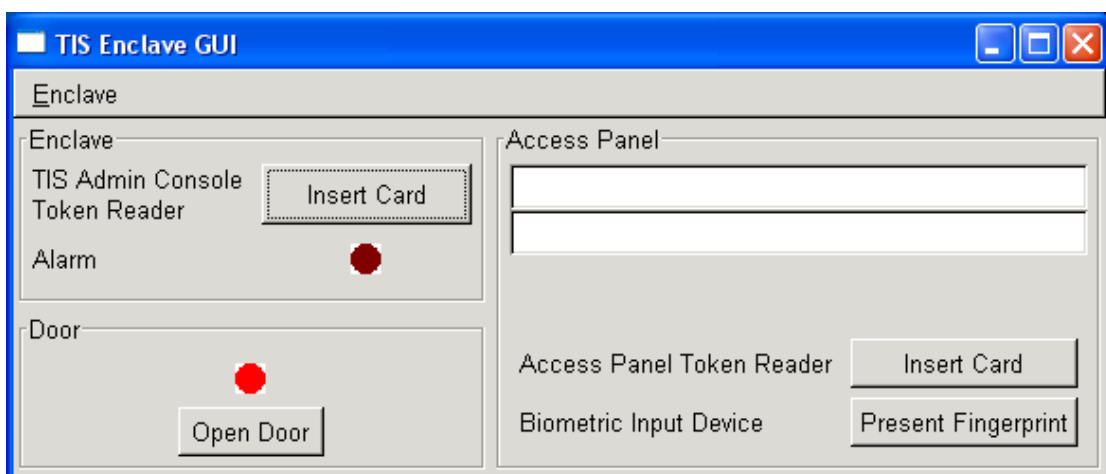 TIS Enclave GUI
Enclave
Enclave
TIS Admin Console
Token Reader
Insert Card
Alarm
Door
Open Door
Access Panel
Access Panel Token Reader
Insert Card
Biometric Input Device
Present Fingerprint